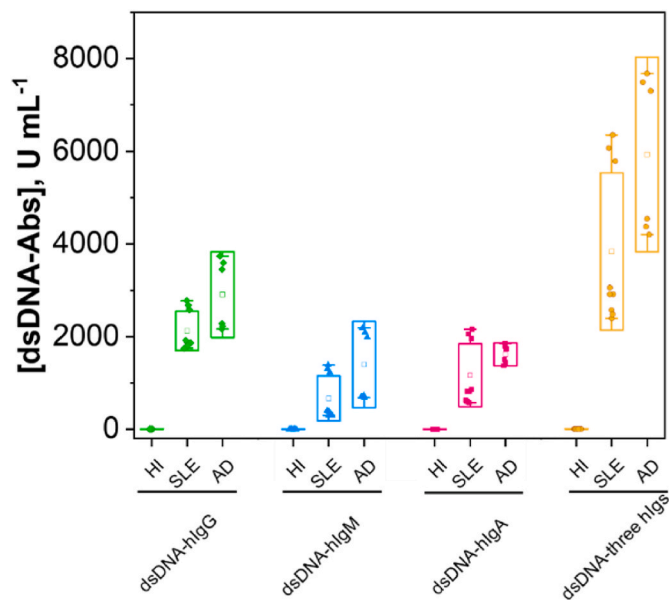 [dsDNA-Abs], U mL-1
8000
6000
4000
2000
0
HI SLE AD HI SLE AD HI SLE AD HI SLE AD
dsDNA-hIgG dsDNA-hIgM dsDNA-hIgA dsDNA-three hIgs